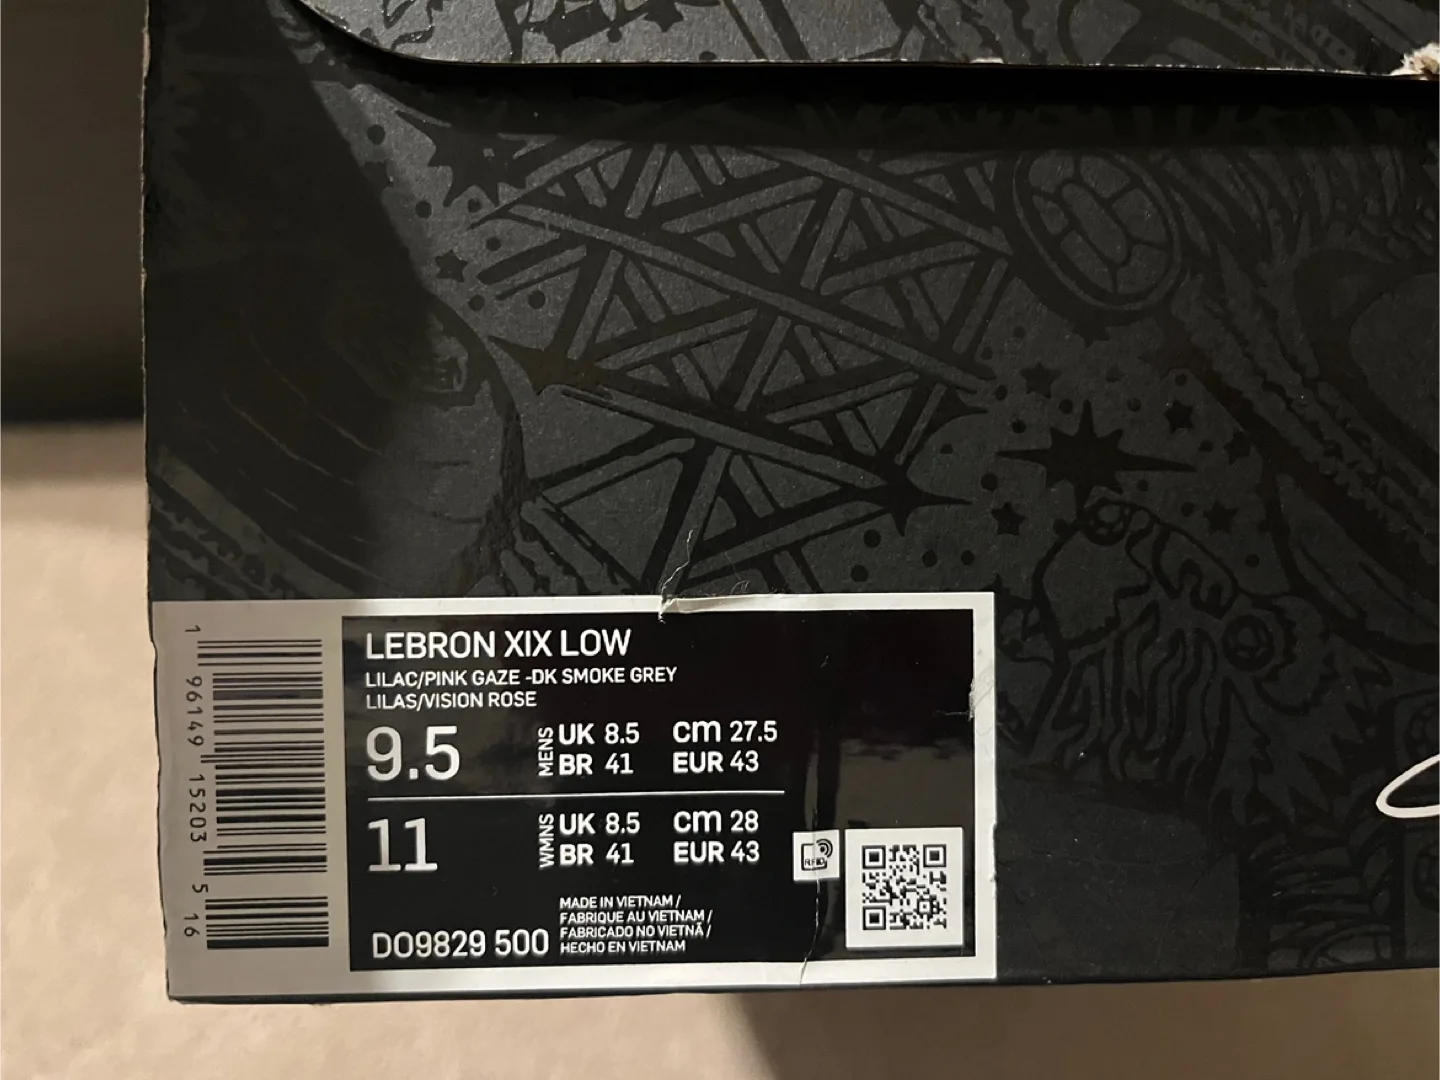 LEBRON XIX LOW
LILAC/PINK GAZE -DK SMOKE GREY
LILAS/VISION ROSE
9.5 MENS UK 8.5 cm 27.5
BR 41 EUR 43
11 WMNS UK 8.5 cm 28
BR 41 EUR 43
RFID
DO9829 500
MADE IN VIETNAM /
FABRIQUE AU VIETNAM /
FABRICADO NO VIETNÃ /
HECHO EN VIETNAM
1 96149 15203 5 16